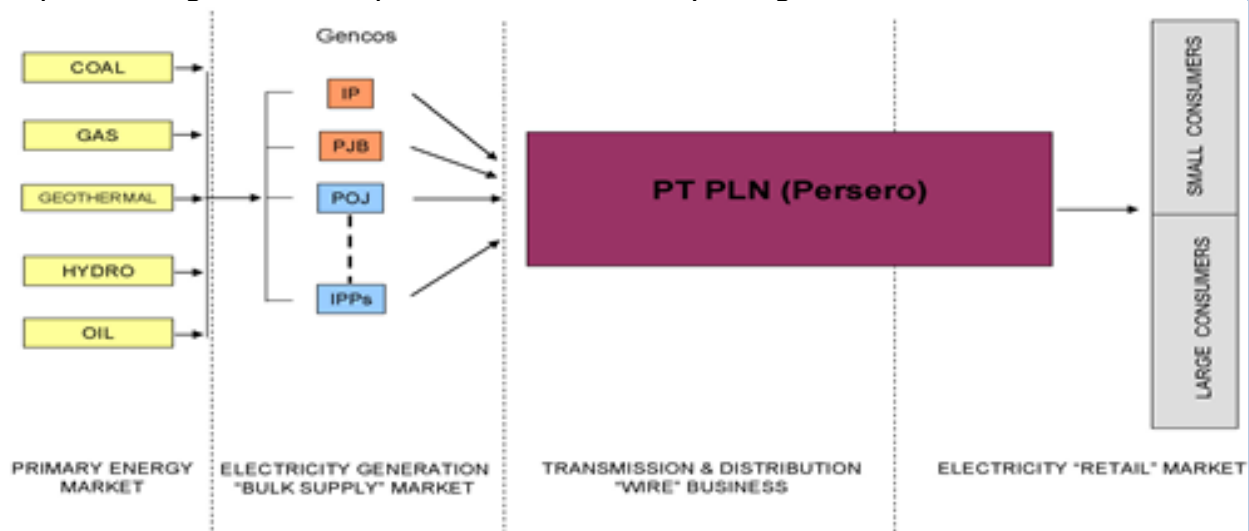 Gencos
COAL
GAS
GEOTHERMAL
HYDRO
OIL
IP
PJB
POJ
IPPs
PT PLN (Persero)
SMALL CONSUMERS
LARGE CONSUMERS
PRIMARY ENERGY
MARKET
ELECTRICITY GENERATION
"BULK SUPPLY" MARKET
TRANSMISSION & DISTRIBUTION
"WIRE" BUSINESS
ELECTRICITY "RETAIL" MARKET